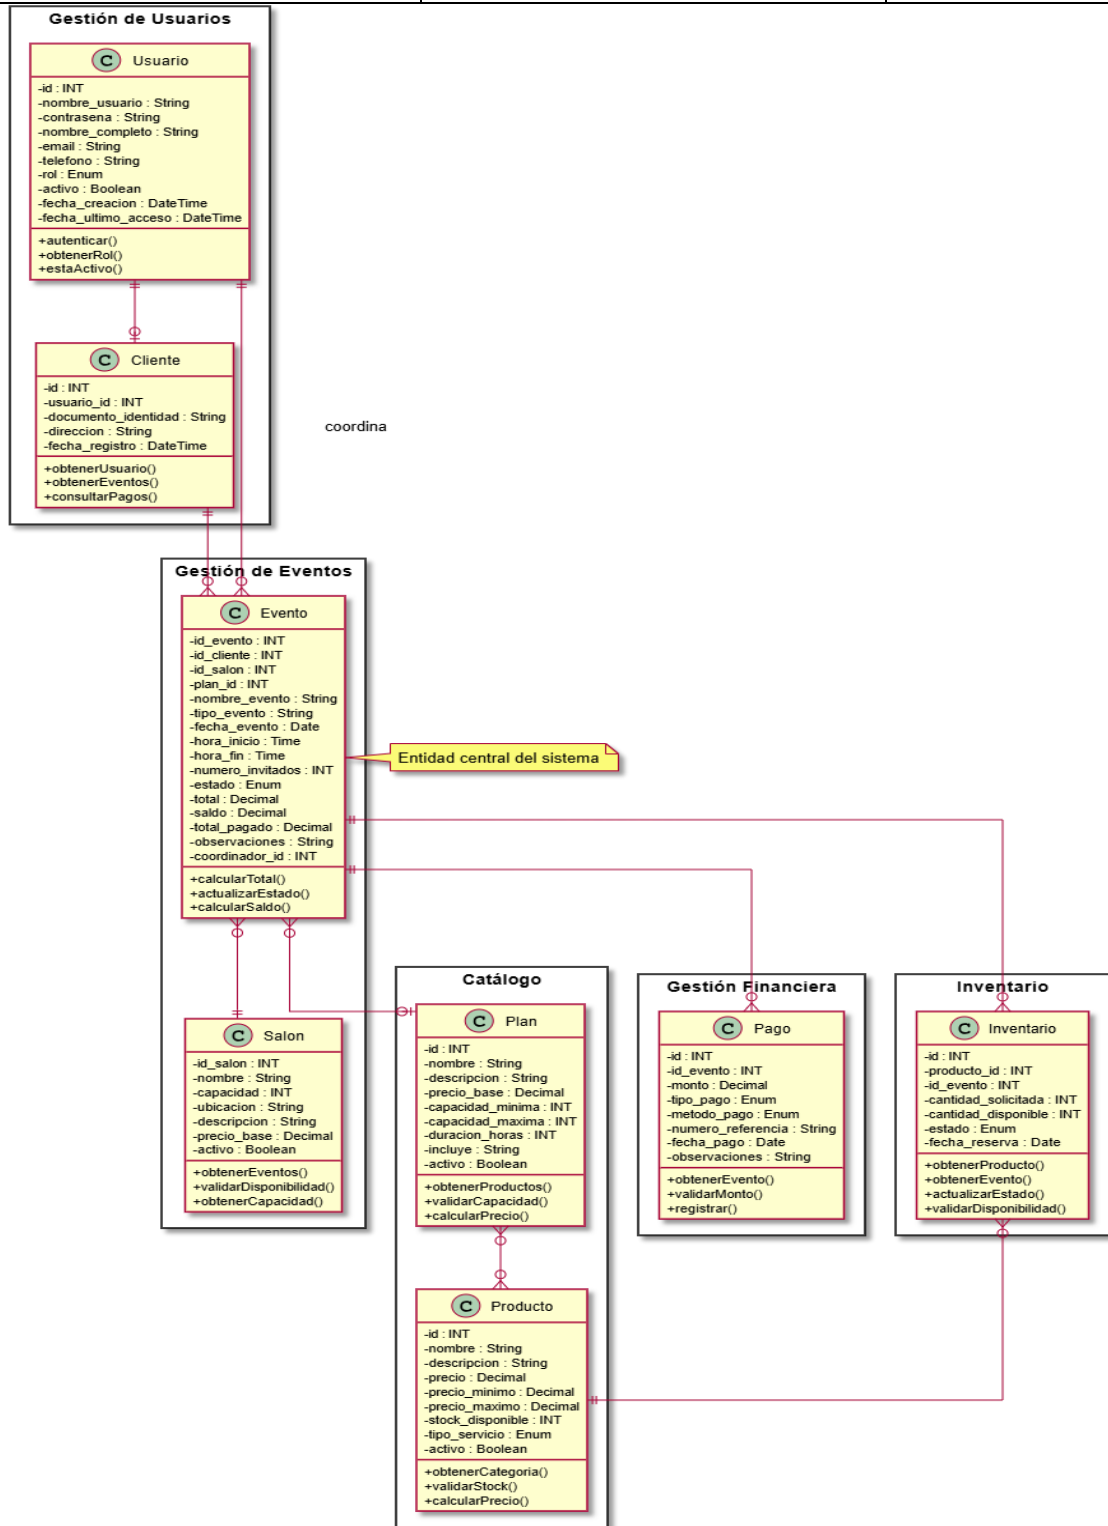 Gestión de Usuarios
C Usuario
-id : INT
-nombre_usuario : String
-contrasena : String
-nombre_completo : String
-email : String
-telefono : String
-rol : Enum
-activo : Boolean
-fecha_creacion : DateTime
-fecha_ultimo_acceso : DateTime
+autenticar()
+obtenerRol()
+estaActivo()
C Cliente
-id : INT
-usuario_id : INT
-documento_identidad : String
-direccion : String
-fecha_registro : DateTime
+obtenerUsuario()
+obtenerEventos()
+consultarPagos()
coordina
Gestión de Eventos
C Evento
-id_evento : INT
-id_cliente : INT
-id_salon : INT
-plan_id : INT
-nombre_evento : String
-tipo_evento : String
-fecha_evento : Date
-hora_inicio : Time
-hora_fin : Time
-numero_invitados : INT
-estado : Enum
-total : Decimal
-saldo : Decimal
-total_pagado : Decimal
-observaciones : String
-coordinador_id : INT
+calcularTotal()
+actualizarEstado()
+calcularSaldo()
Entidad central del sistema
C Salon
-id_salon : INT
-nombre : String
-capacidad : INT
-ubicacion : String
-descripcion : String
-precio_base : Decimal
-activo : Boolean
+obtenerEventos()
+validarDisponibilidad()
+obtenerCapacidad()
Catálogo
C Plan
-id : INT
-nombre : String
-descripcion : String
-precio_base : Decimal
-capacidad_minima : INT
-capacidad_maxima : INT
-duracion_horas : INT
-incluye : String
-activo : Boolean
+obtenerProductos()
+validarCapacidad()
+calcularPrecio()
C Producto
-id : INT
-nombre : String
-descripcion : String
-precio : Decimal
-precio_minimo : Decimal
-precio_maximo : Decimal
-stock_disponible : INT
-tipo_servicio : Enum
-activo : Boolean
+obtenerCategoria()
+validarStock()
+calcularPrecio()
Gestión Financiera
C Pago
-id : INT
-id_evento : INT
-monto : Decimal
-tipo_pago : Enum
-metodo_pago : Enum
-numero_referencia : String
-fecha_pago : Date
-observaciones : String
+obtenerEvento()
+validarMonto()
+registrar()
Inventario
C Inventario
-id : INT
-producto_id : INT
-id_evento : INT
-cantidad_solicitada : INT
-cantidad_disponible : INT
-estado : Enum
-fecha_reserva : Date
+obtenerProducto()
+obtenerEvento()
+actualizarEstado()
+validarDisponibilidad()